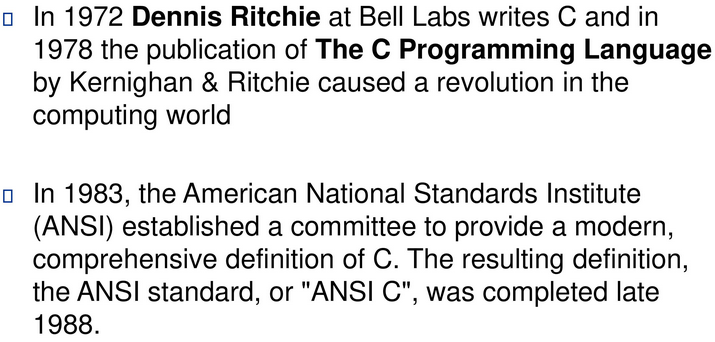 In 1972 Dennis Ritchie at Bell Labs writes C and in
1978 the publication of The C Programming Language
by Kernighan & Ritchie caused a revolution in the
computing world
In 1983, the American National Standards Institute
(ANSI) established a committee to provide a modern,
comprehensive definition of C. The resulting definition,
the ANSI standard, or "ANSI C", was completed late
1988.